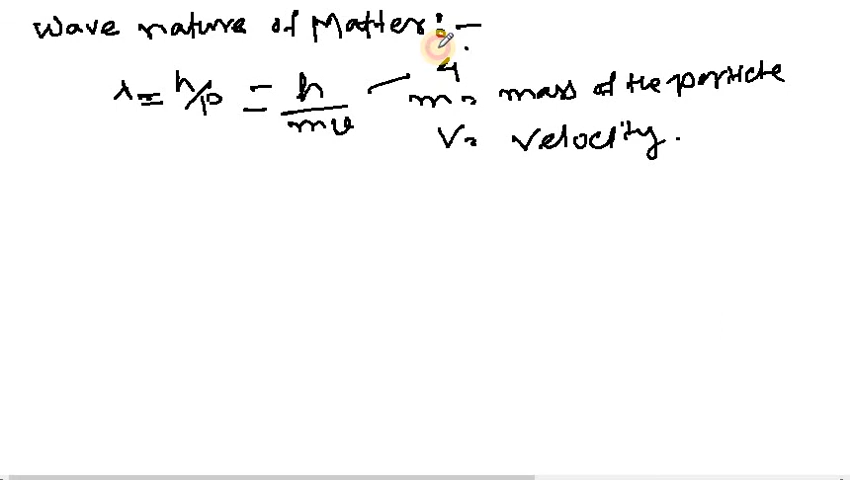 Wave nature of Matter:-
λ = h/p = h/mv
m = mass of the particle
v = velocity.